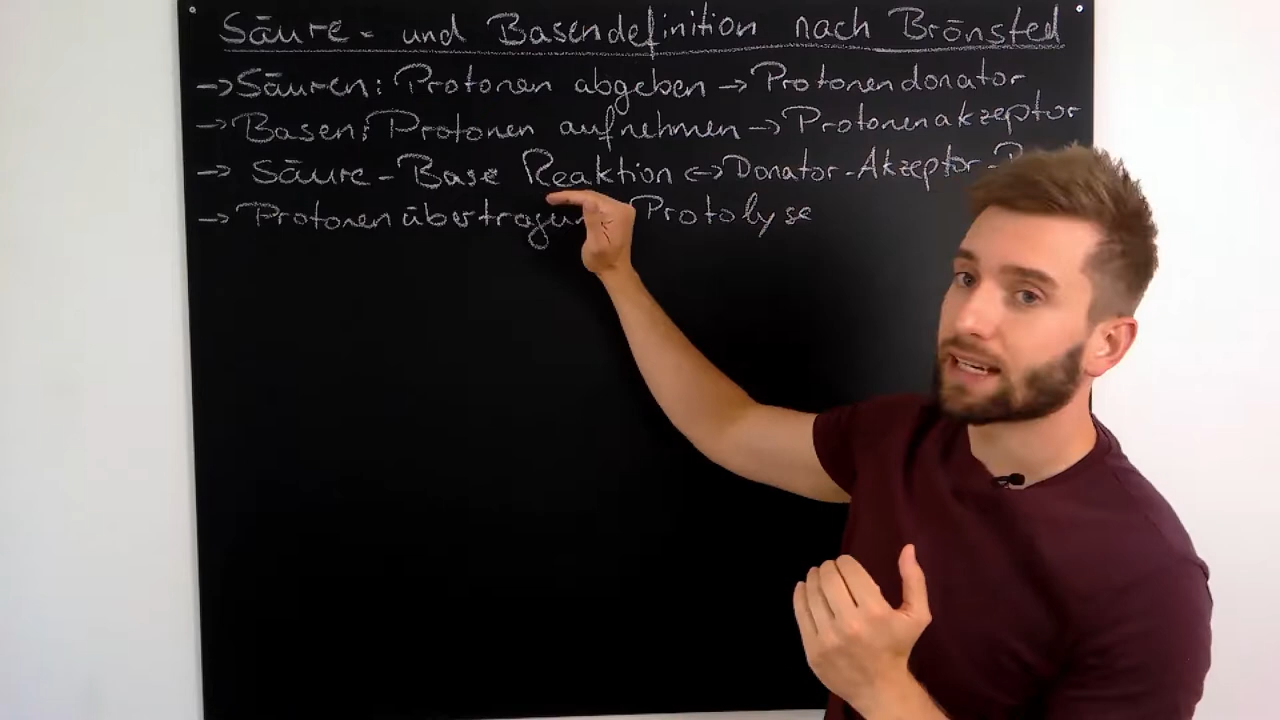 Säure- und Basendefinition nach Brönsted
→ Säuren: Protonen abgeben → Protonendonator
→ Basen: Protonen aufnehmen → Protonenakzeptor
→ Säure-Base Reaktion ⇔ Donator-Akzeptor-
→ Protonenübertragun Protolyse